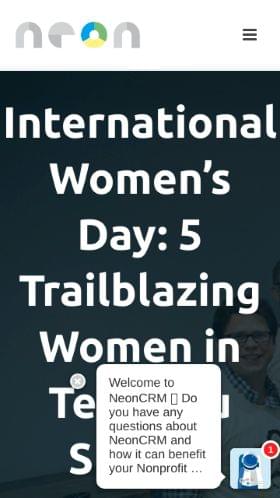 neon
International
Women's
Day: 5
Trailblazing
Women in
Te
S
Welcome to
NeonCRM ▯ Do
you have any
questions about
NeonCRM and
how it can benefit
your Nonprofit ...
1